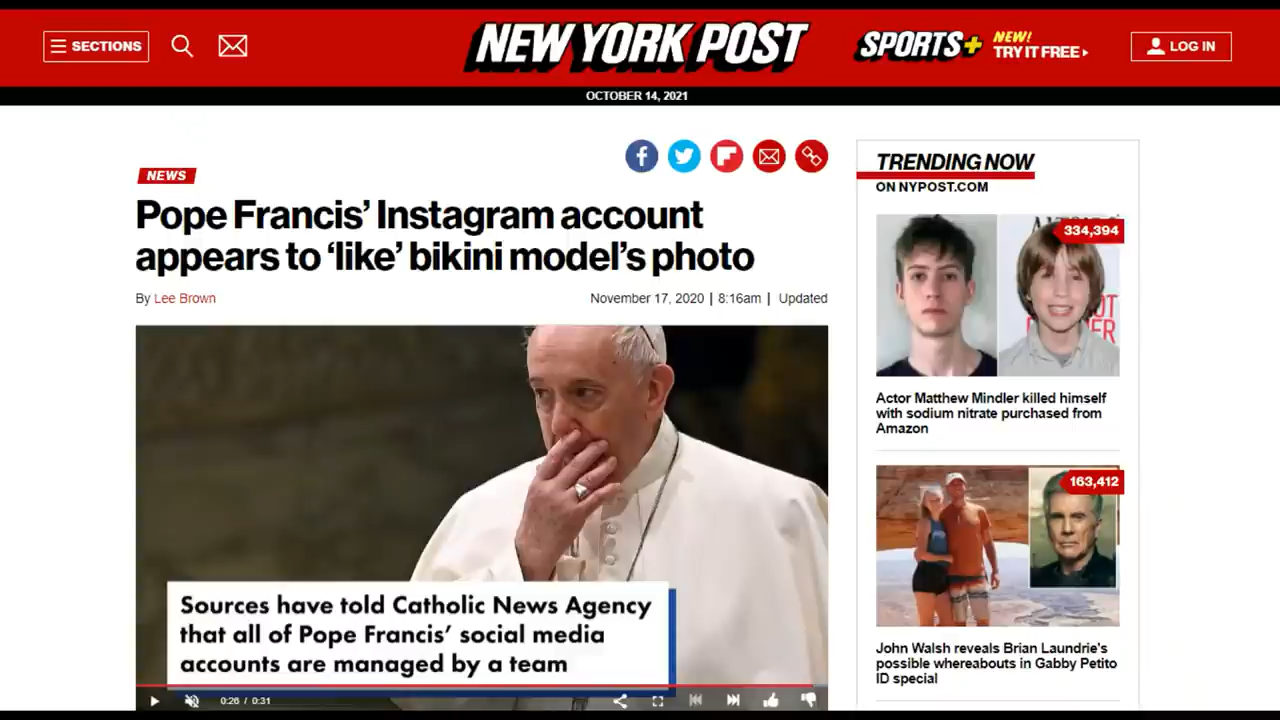 SECTIONS
NEW YORK POST
SPORTS+
NEW!
TRY IT FREE
LOG IN
OCTOBER 14, 2021
NEWS
Pope Francis' Instagram account
appears to 'like' bikini model's photo
By Lee Brown
November 17, 2020 | 8:16am | Updated
Sources have told Catholic News Agency
that all of Pope Francis' social media
accounts are managed by a team
0:26 / 0:31
TRENDING NOW
ON NYPOST.COM
334,394
Actor Matthew Mindler killed himself
with sodium nitrate purchased from
Amazon
163,412
John Walsh reveals Brian Laundrie's
possible whereabouts in Gabby Petito
ID special